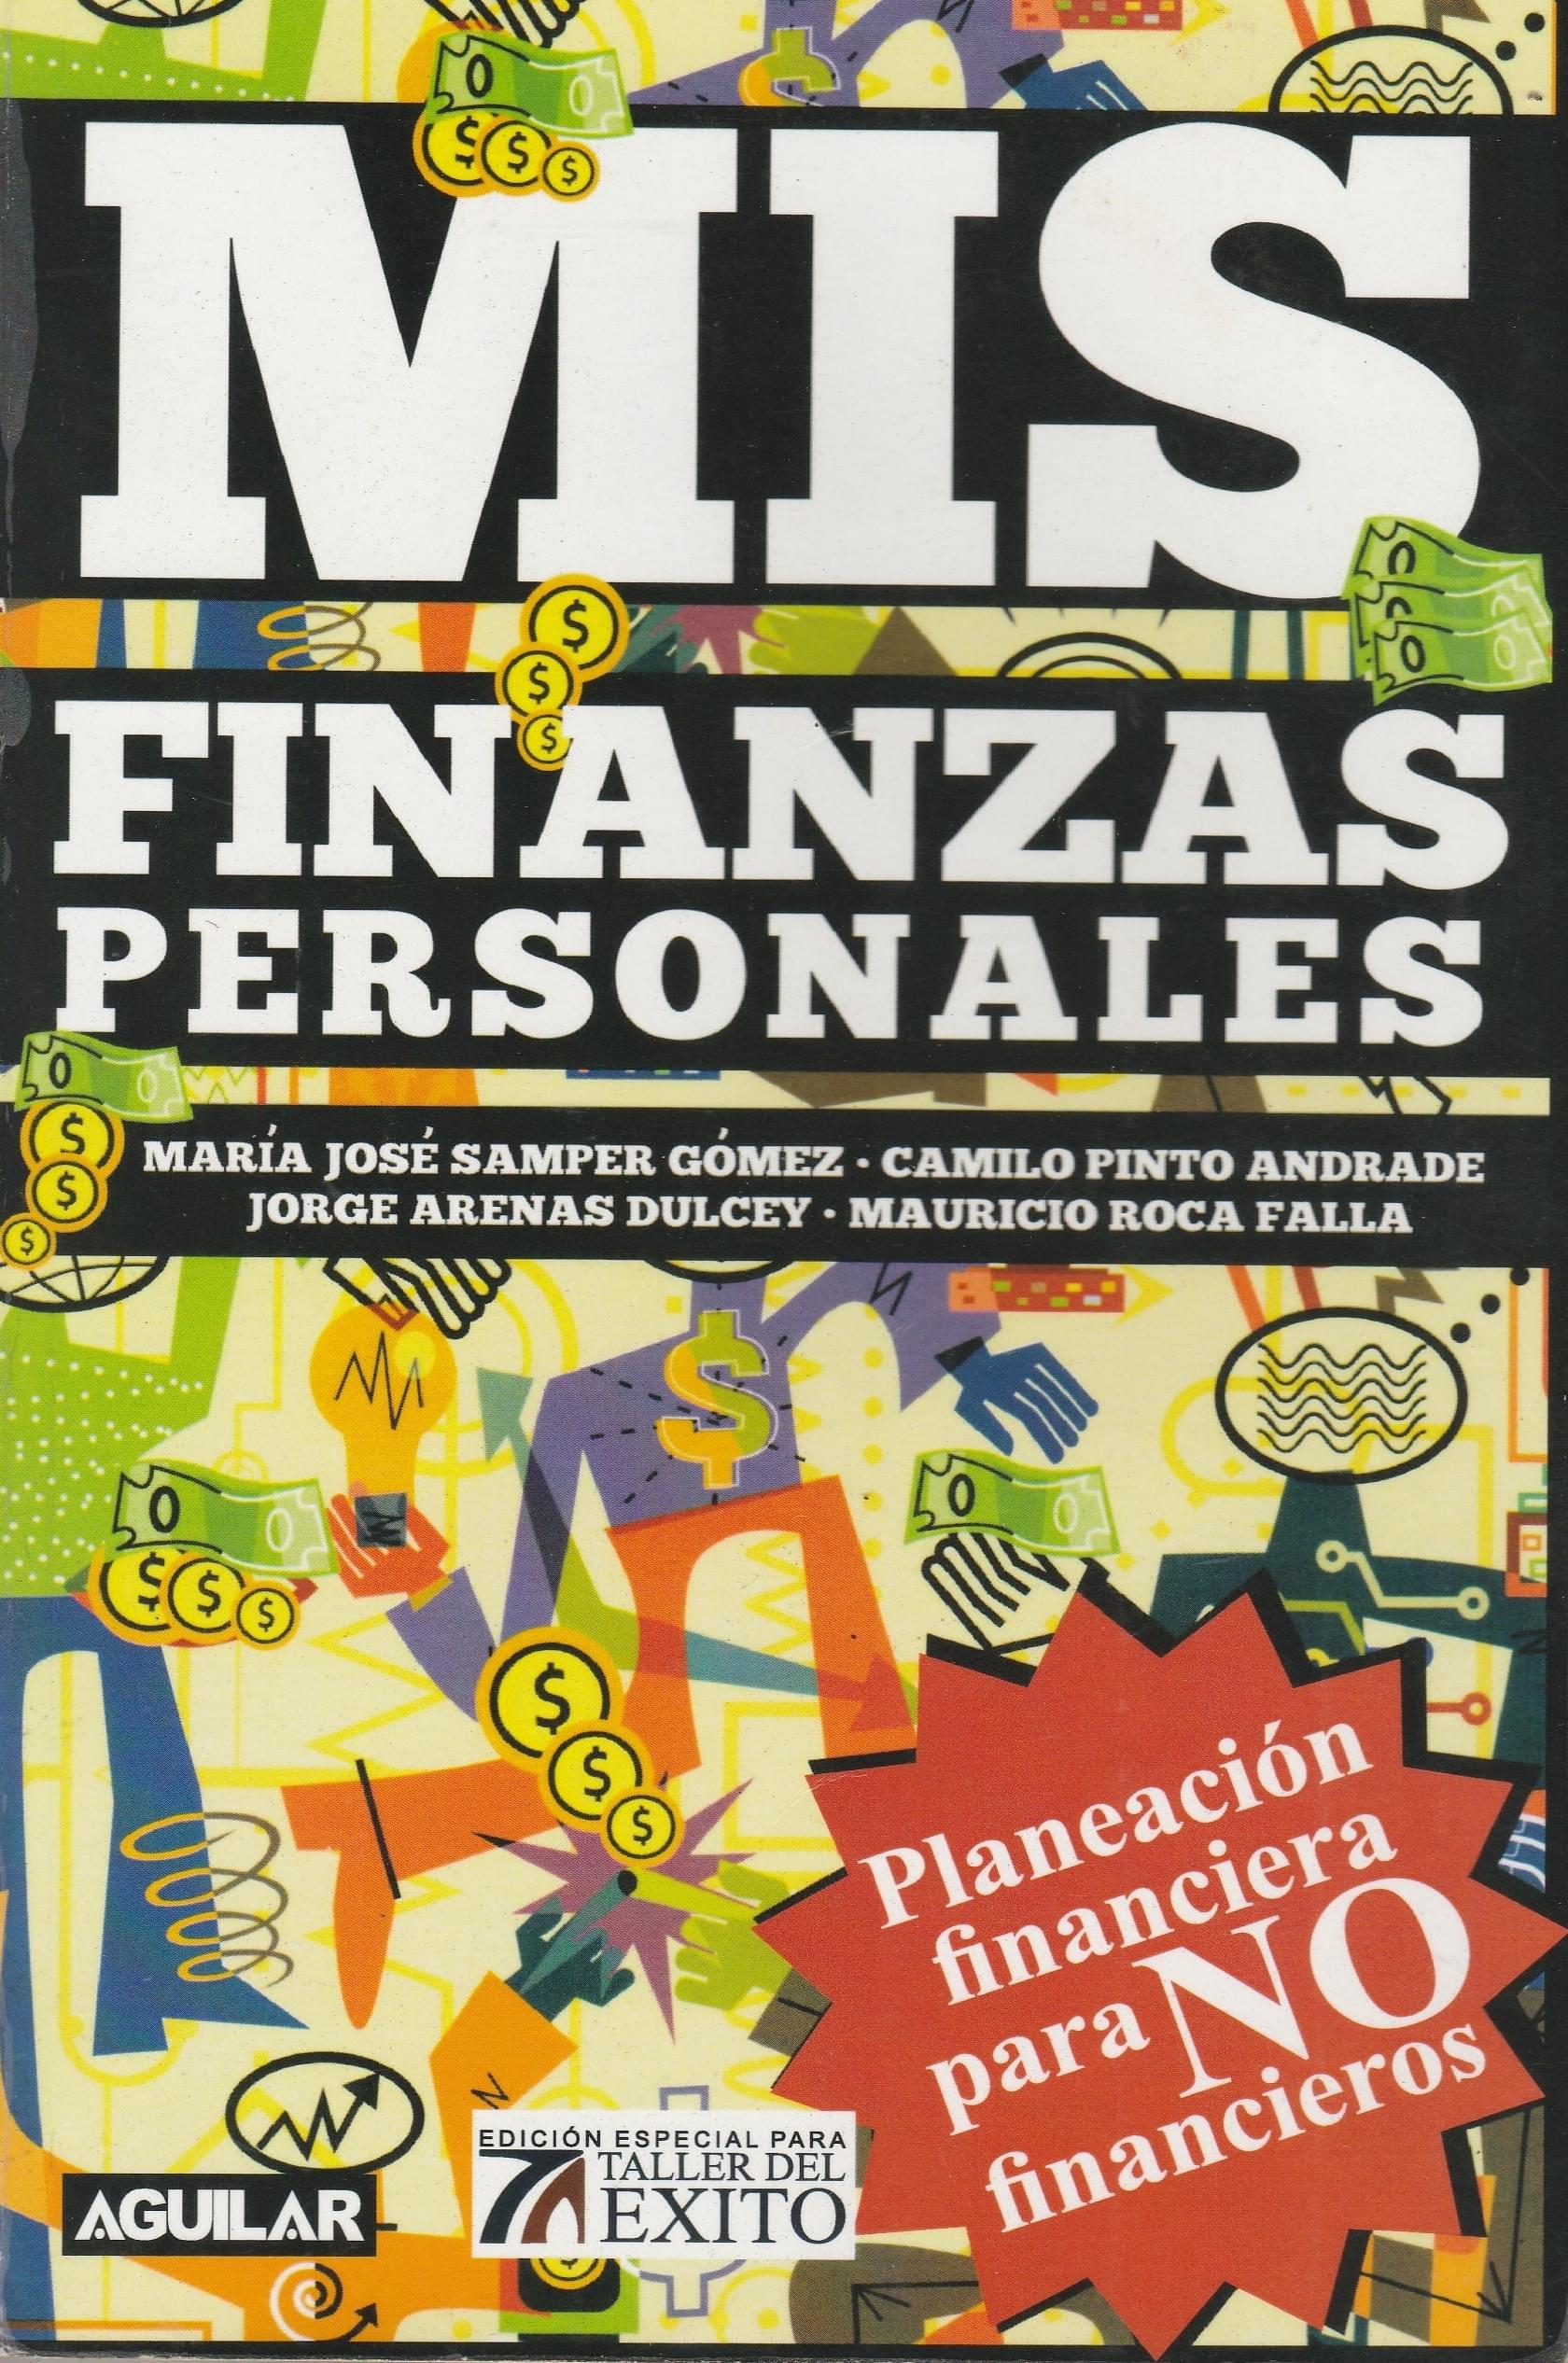 MIS
FINANZAS
PERSONALES
MARÍA JOSÉ SAMPER GÓMEZ · CAMILO PINTO ANDRADE
JORGE ARENAS DULCEY · MAURICIO ROCA FALLA
Planeación
financiera
para NO
financieros
EDICIÓN ESPECIAL PARA
TALLER DEL
EXITO
AGUILAR